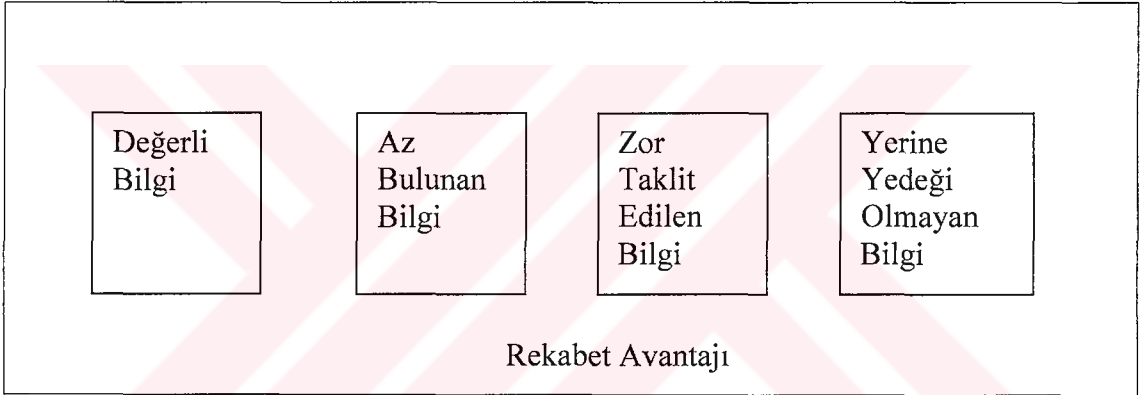 Değerli
Bilgi
Az
Bulunan
Bilgi
Zor
Taklit
Edilen
Bilgi
Yerine
Yedeği
Olmayan
Bilgi
Rekabet Avantajı